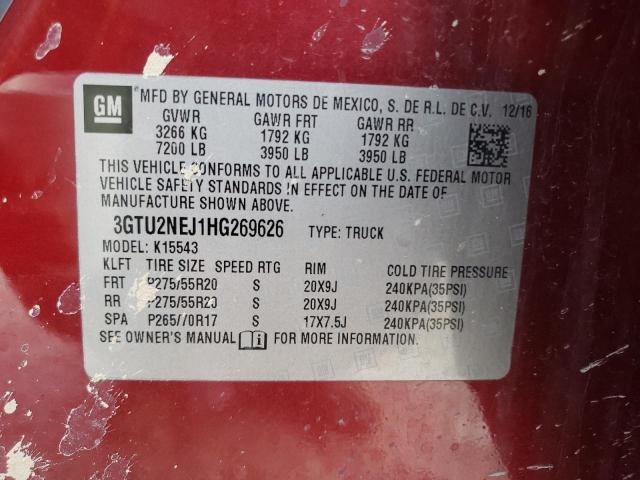 GM
MFD BY GENERAL MOTORS DE MEXICO, S. DE R.L. DE C.V. 12/16
GVWR GAWR FRT GAWR RR
3266 KG 1792 KG 1792 KG
7200 LB 3950 LB 3950 LB
THIS VEHICLE CONFORMS TO ALL APPLICABLE U.S. FEDERAL MOTOR
VEHICLE SAFETY STANDARDS IN EFFECT ON THE DATE OF
MANUFACTURE SHOWN ABOVE.
3GTU2NEJ1HG269626 TYPE: TRUCK
MODEL: K15543
KLFT TIRE SIZE SPEED RTG RIM COLD TIRE PRESSURE
FRT P275/55R20 S 20X9J 240KPA(35PSI)
RR P275/55R20 S 20X9J 240KPA(35PSI)
SPA P265/70R17 S 17X7.5J 240KPA(35PSI)
SEE OWNER'S MANUAL FOR MORE INFORMATION.